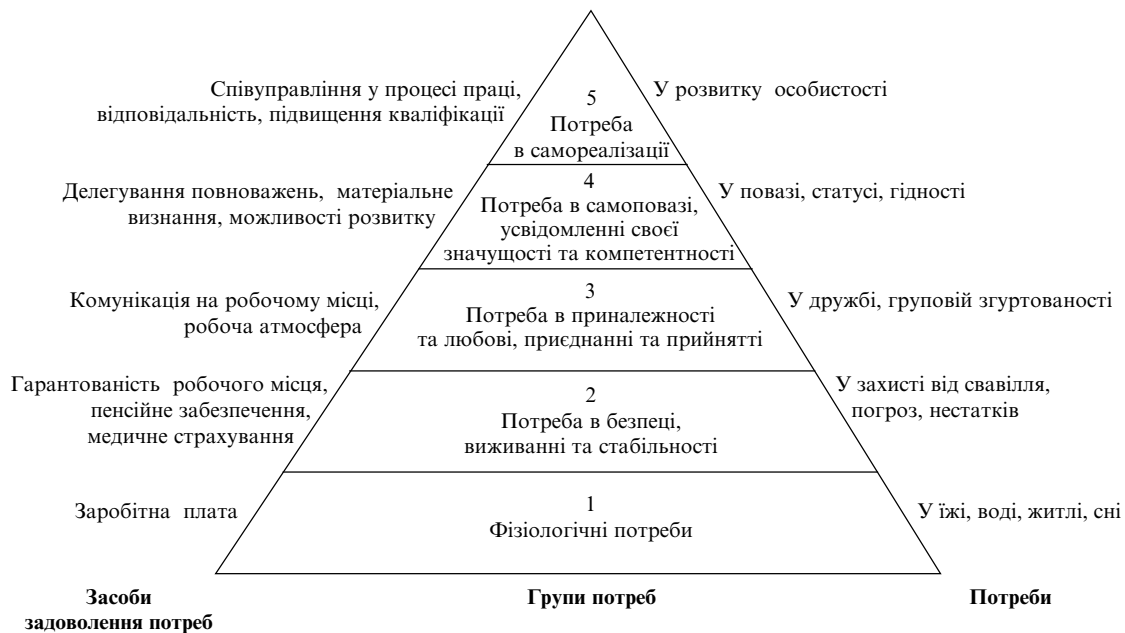 Співуправління у процесі праці,
відповідальність, підвищення кваліфікації
5
Потреба
в самореалізації
У розвитку особистості
Делегування повноважень, матеріальне
визнання, можливості розвитку
4
Потреба в самоповазі,
усвідомленні своєї
значущості та компетентності
У повазі, статусі, гідності
Комунікація на робочому місці,
робоча атмосфера
3
Потреба в приналежності
та любові, приєднанні та прийнятті
У дружбі, груповій згуртованості
Гарантованість робочого місця,
пенсійне забезпечення,
медичне страхування
2
Потреба в безпеці,
виживанні та стабільності
У захисті від свавілля,
погроз, нестатків
Заробітна плата
1
Фізіологічні потреби
У їжі, воді, житлі, сні
Засоби
задоволення потреб
Групи потреб
Потреби